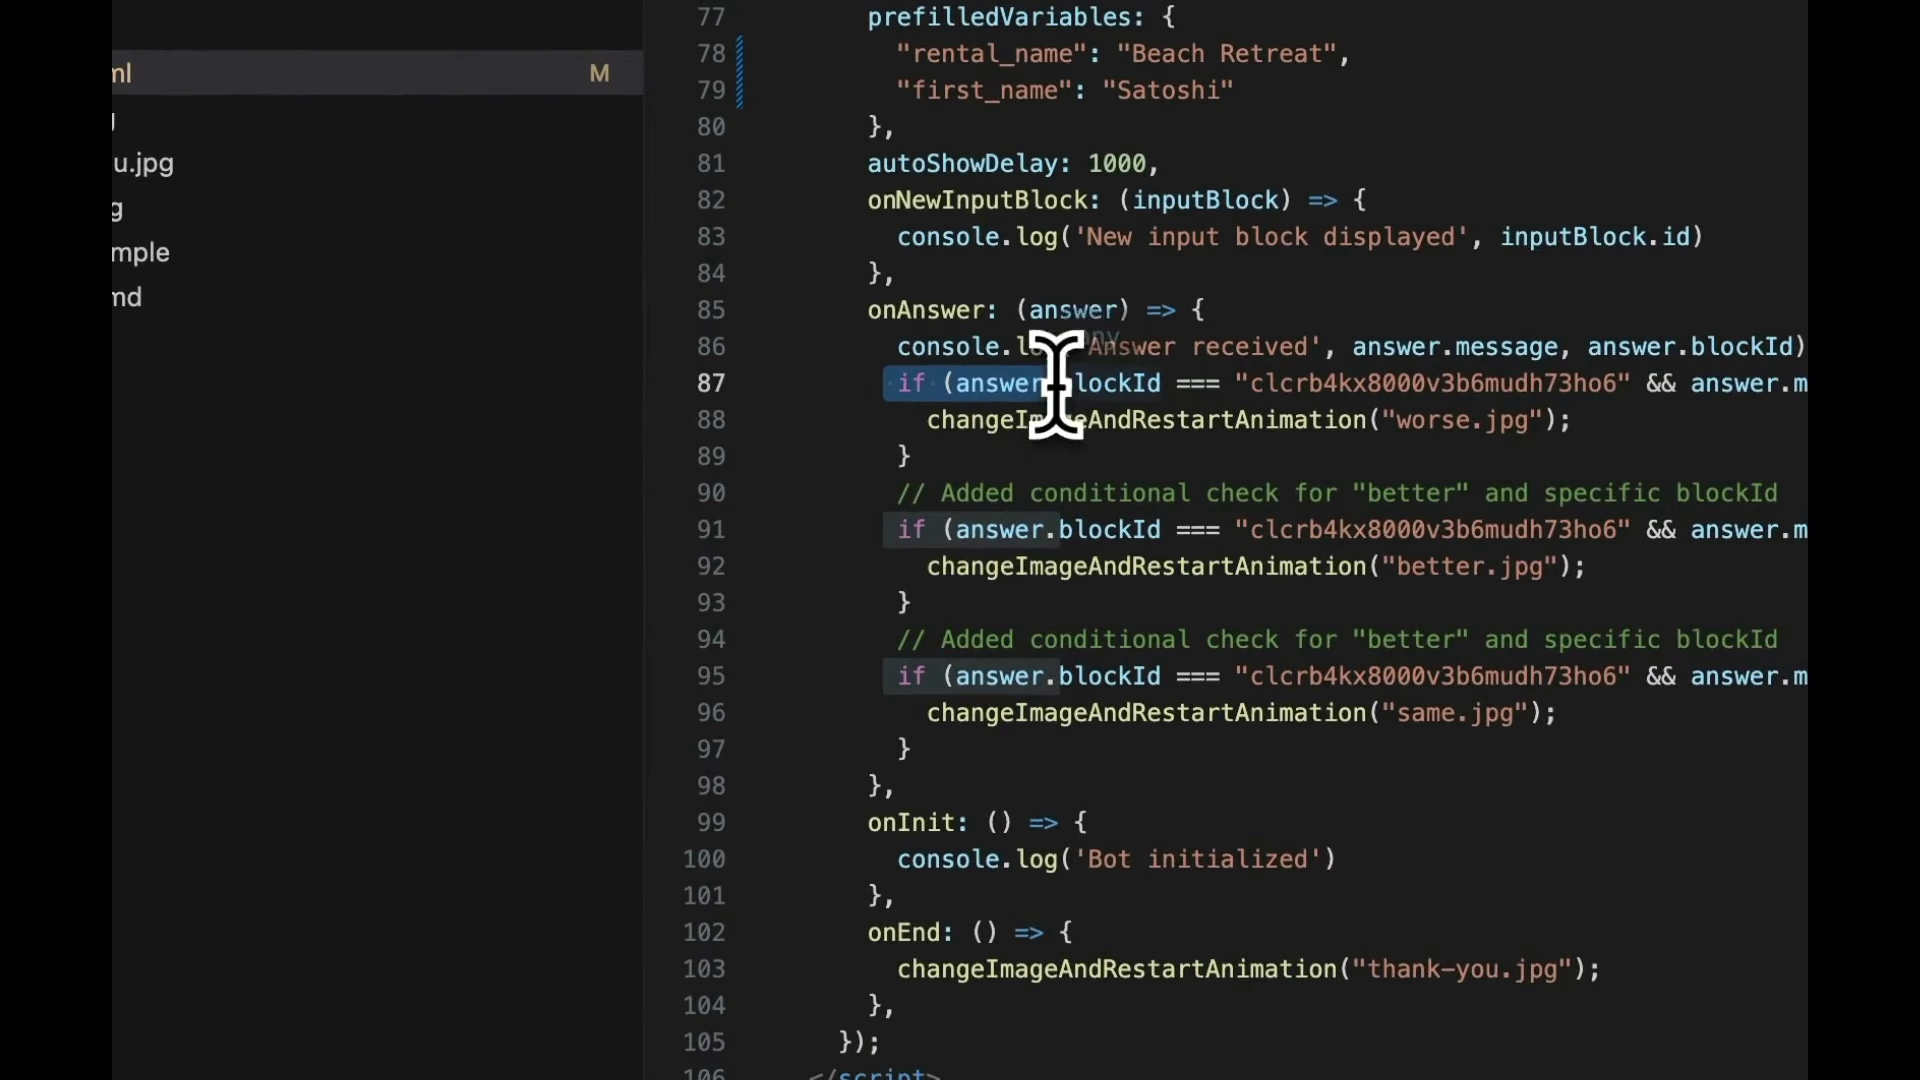 ml M
g
u.jpg
g
mple
md
77 prefilledVariables: {
78 "rental_name": "Beach Retreat",
79 "first_name": "Satoshi"
80 },
81 autoShowDelay: 1000,
82 onNewInputBlock: (inputBlock) => {
83 console.log('New input block displayed', inputBlock.id)
84 },
85 onAnswer: (answer) => {
86 console.l 'Answer received', answer.message, answer.blockId)
87 if (answer.blockId === "clcrb4kx8000v3b6mudh73ho6" && answer.m
88 changeImageAndRestartAnimation("worse.jpg");
89 }
90 // Added conditional check for "better" and specific blockId
91 if (answer.blockId === "clcrb4kx8000v3b6mudh73ho6" && answer.m
92 changeImageAndRestartAnimation("better.jpg");
93 }
94 // Added conditional check for "better" and specific blockId
95 if (answer.blockId === "clcrb4kx8000v3b6mudh73ho6" && answer.m
96 changeImageAndRestartAnimation("same.jpg");
97 }
98 },
99 onInit: () => {
100 console.log('Bot initialized')
101 },
102 onEnd: () => {
103 changeImageAndRestartAnimation("thank-you.jpg");
104 },
105 });
106 </script>